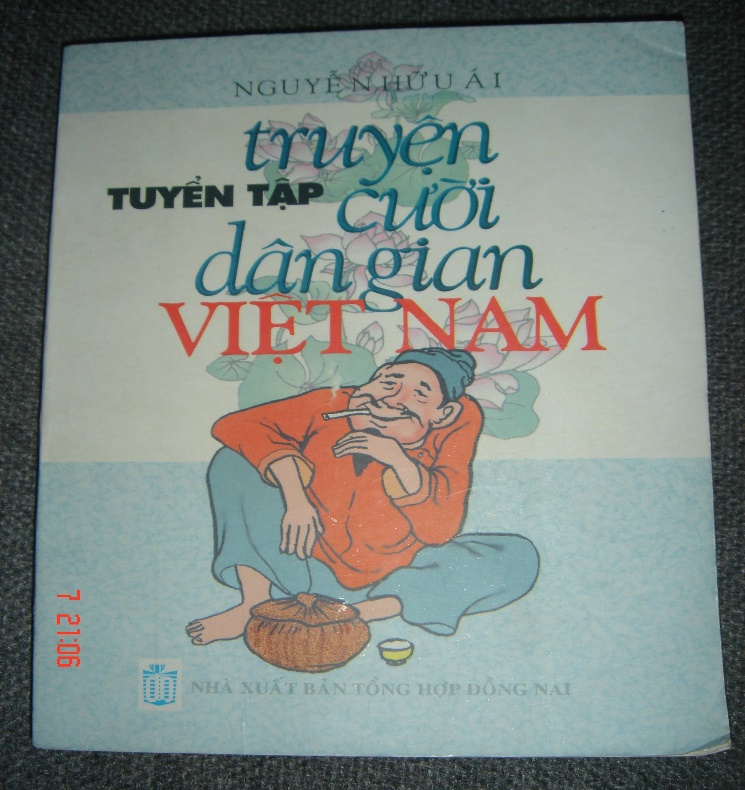 NGUYỄN HỮU ÁI
truyện
TUYỂN TẬP cười
dân gian
VIỆT NAM
NHÀ XUẤT BẢN TỔNG HỢP ĐỒNG NAI
7 21:06